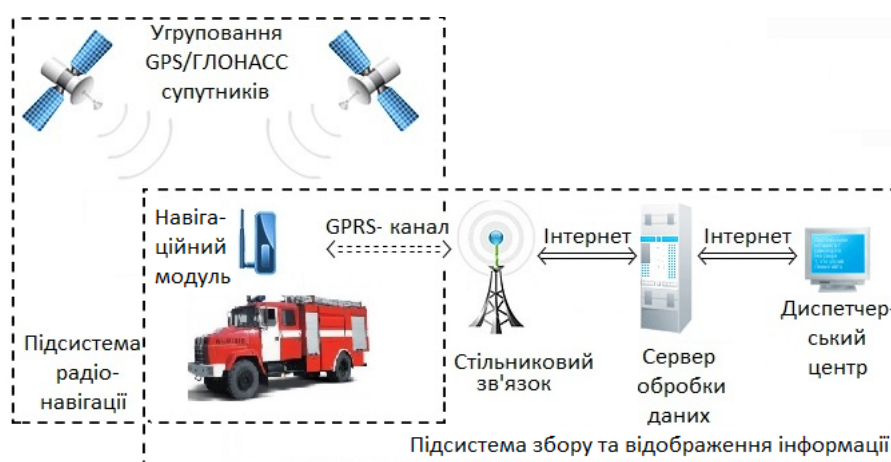 Угруповання
GPS/ГЛОНАСС
супутників
Навіга-
ційний
модуль
GPRS- канал
Інтернет
Інтернет
Підсистема
радіо-
навігації
Стільниковий
зв'язок
Сервер
обробки
даних
Диспетчер-
ський
центр
Підсистема збору та відображення інформації